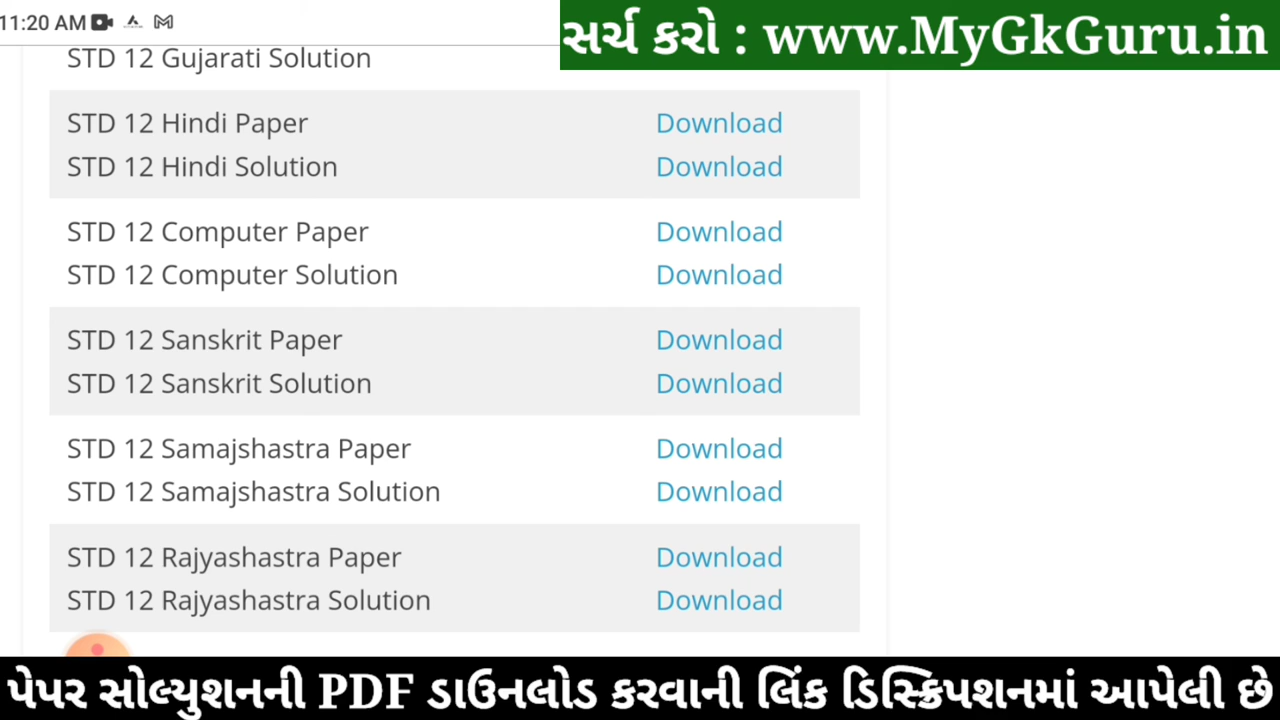 11:20 AM
સર્ચ કરો : www.MyGkGuru.in
STD 12 Gujarati Solution
STD 12 Hindi Paper Download
STD 12 Hindi Solution Download
STD 12 Computer Paper Download
STD 12 Computer Solution Download
STD 12 Sanskrit Paper Download
STD 12 Sanskrit Solution Download
STD 12 Samajshastra Paper Download
STD 12 Samajshastra Solution Download
STD 12 Rajyashastra Paper Download
STD 12 Rajyashastra Solution Download
પેપર સોલ્યુશનની PDF ડાઉનલોડ કરવાની લિંક ડિસ્ક્રિપશનમાં આપેલી છે